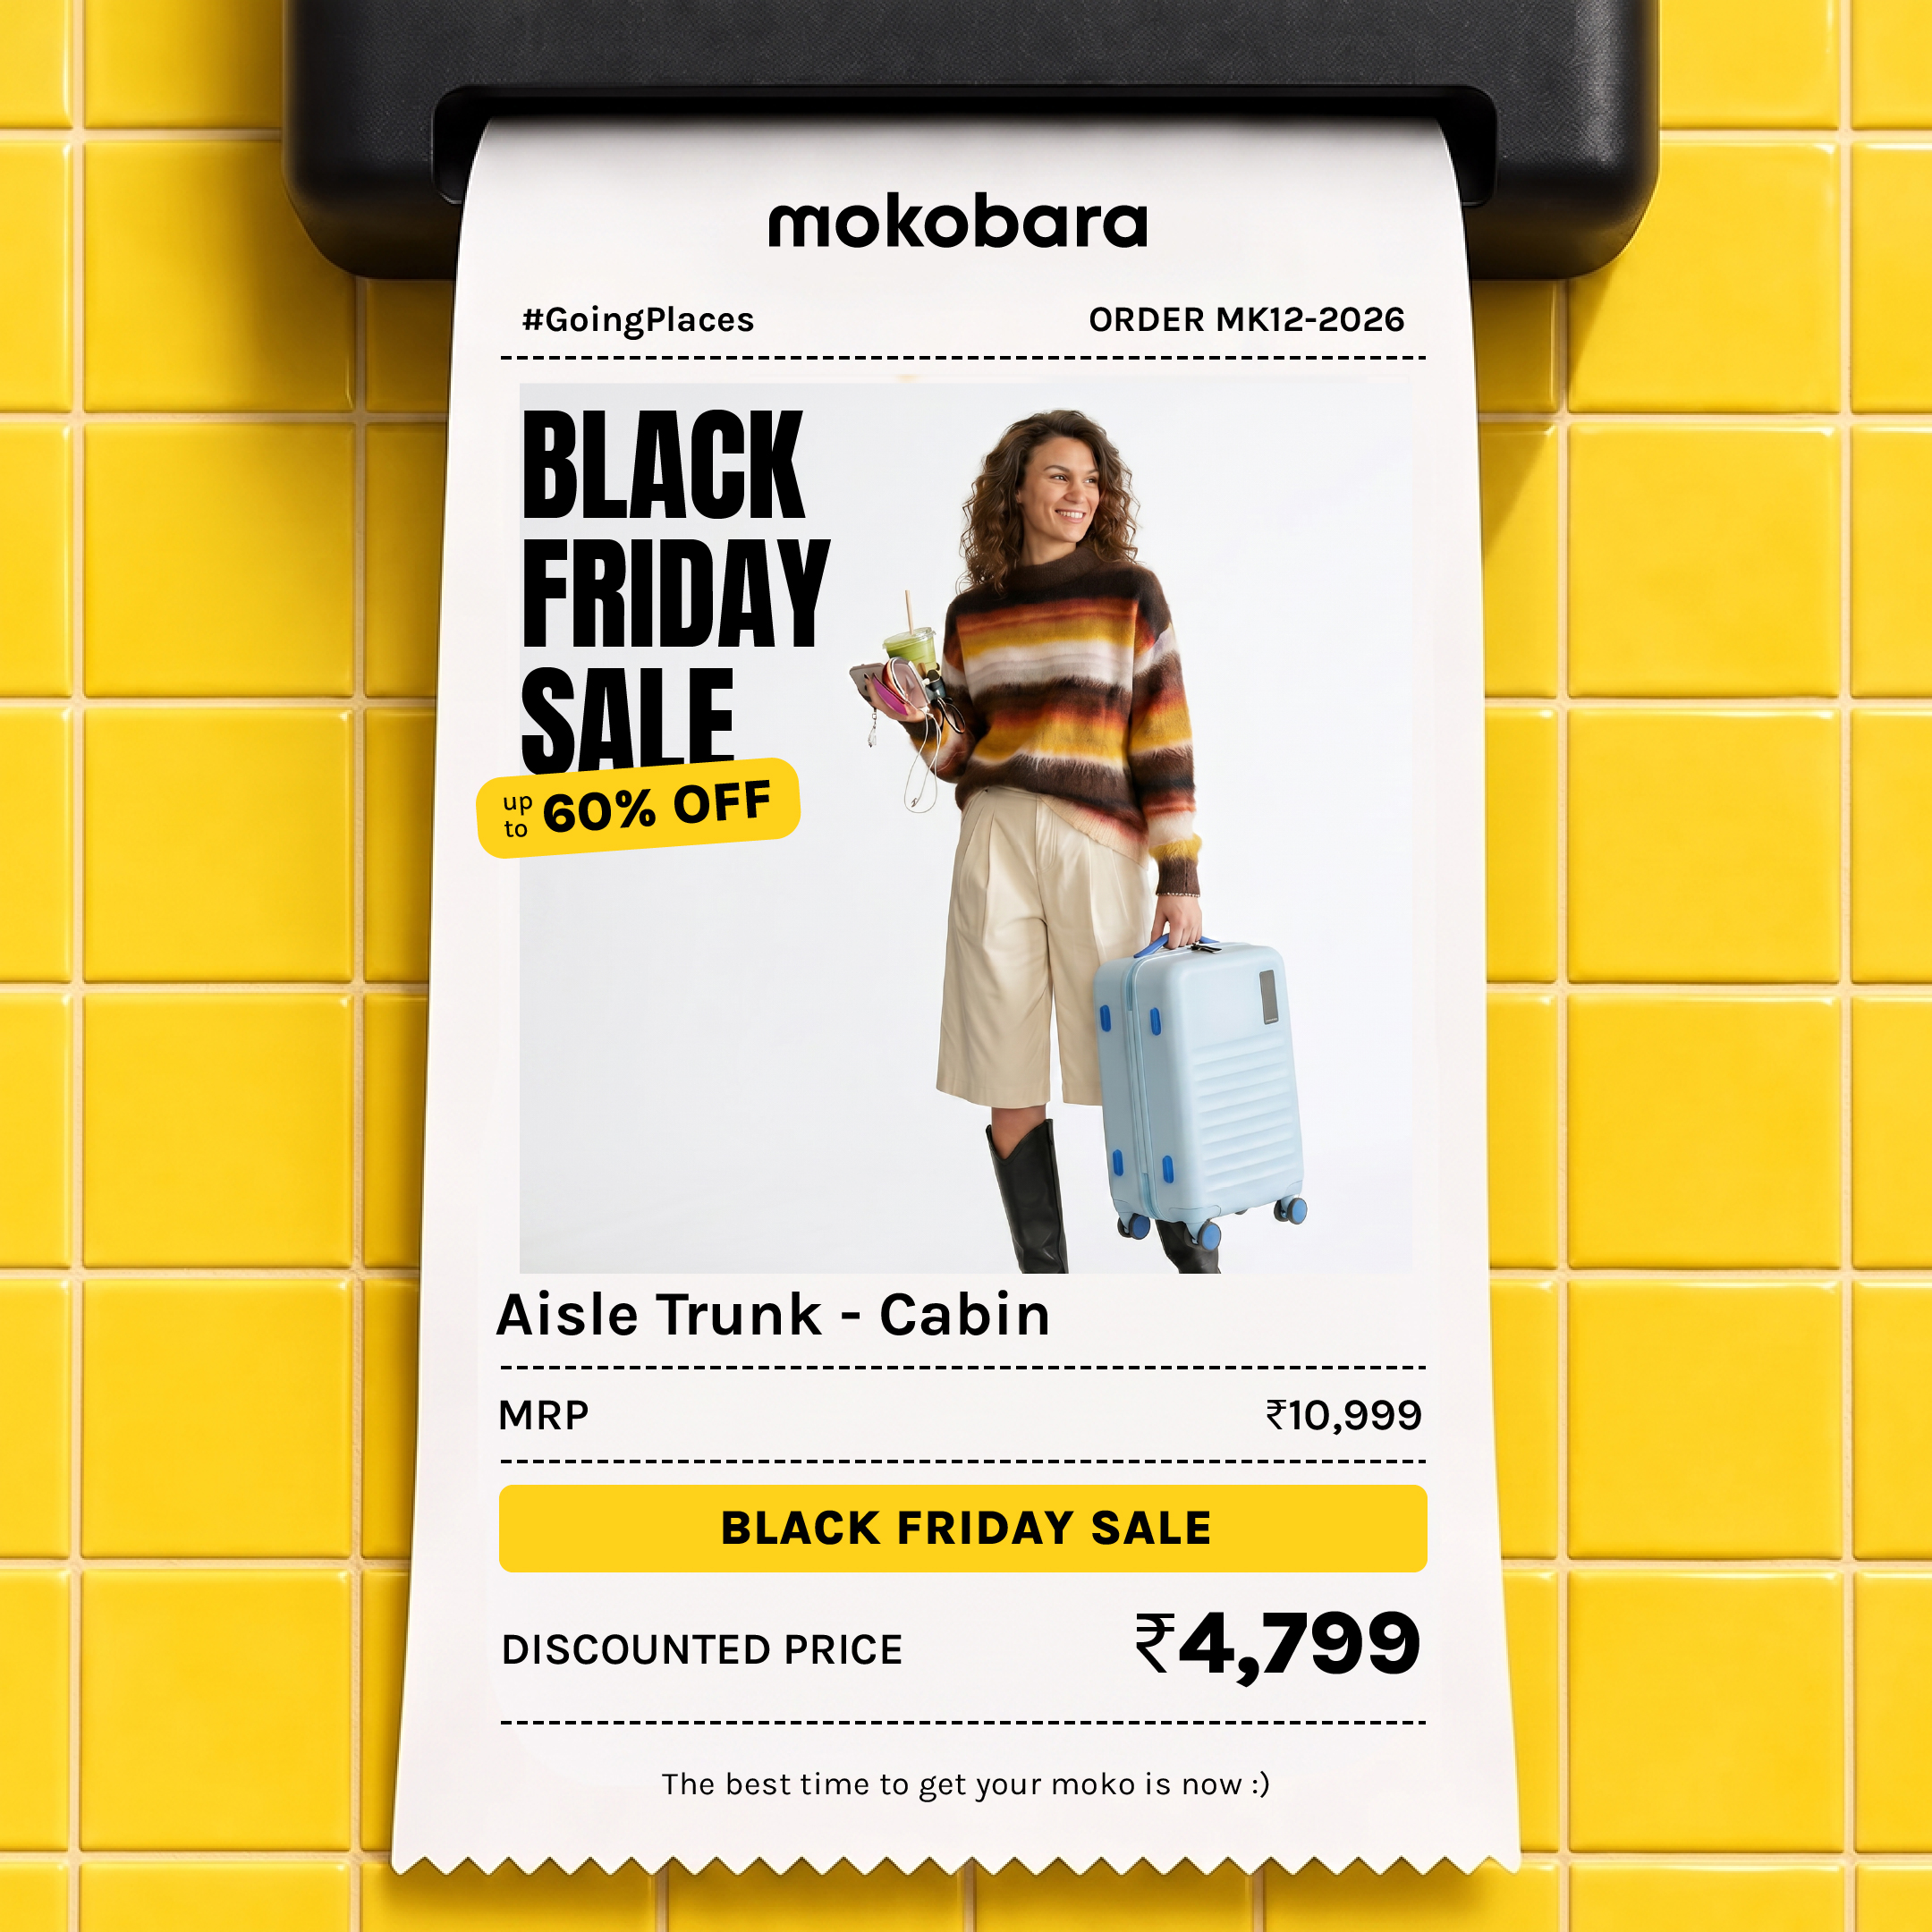 mokobara
#GoingPlaces
ORDER MK12-2026
BLACK
FRIDAY
SALE
up
to
60% OFF
Aisle Trunk - Cabin
MRP
₹10,999
BLACK FRIDAY SALE
DISCOUNTED PRICE
₹4,799
The best time to get your moko is now :)